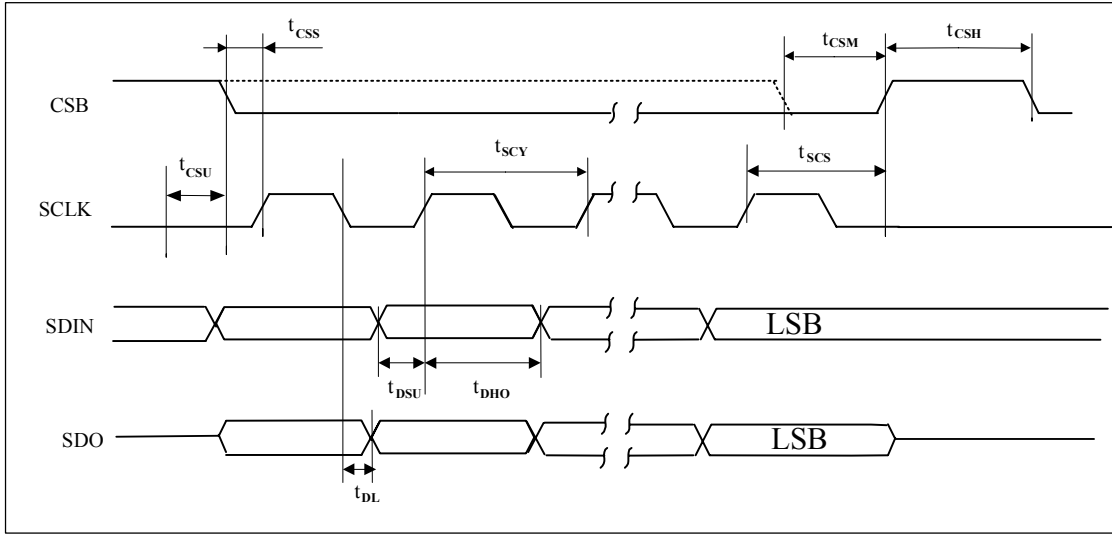 tCSS
tCSM
tCSH
CSB
tCSU
tSCY
tSCS
SCLK
SDIN
LSB
tDSU
tDHO
SDO
LSB
tDL